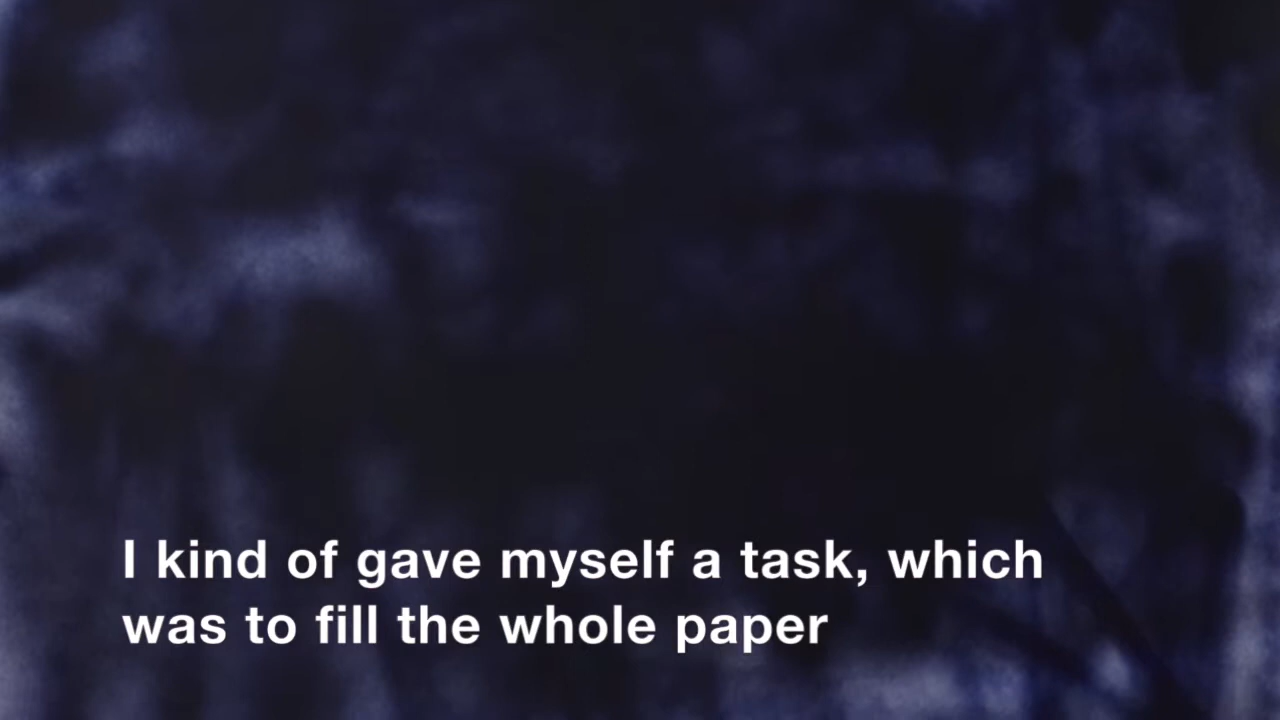 I kind of gave myself a task, which
was to fill the whole paper